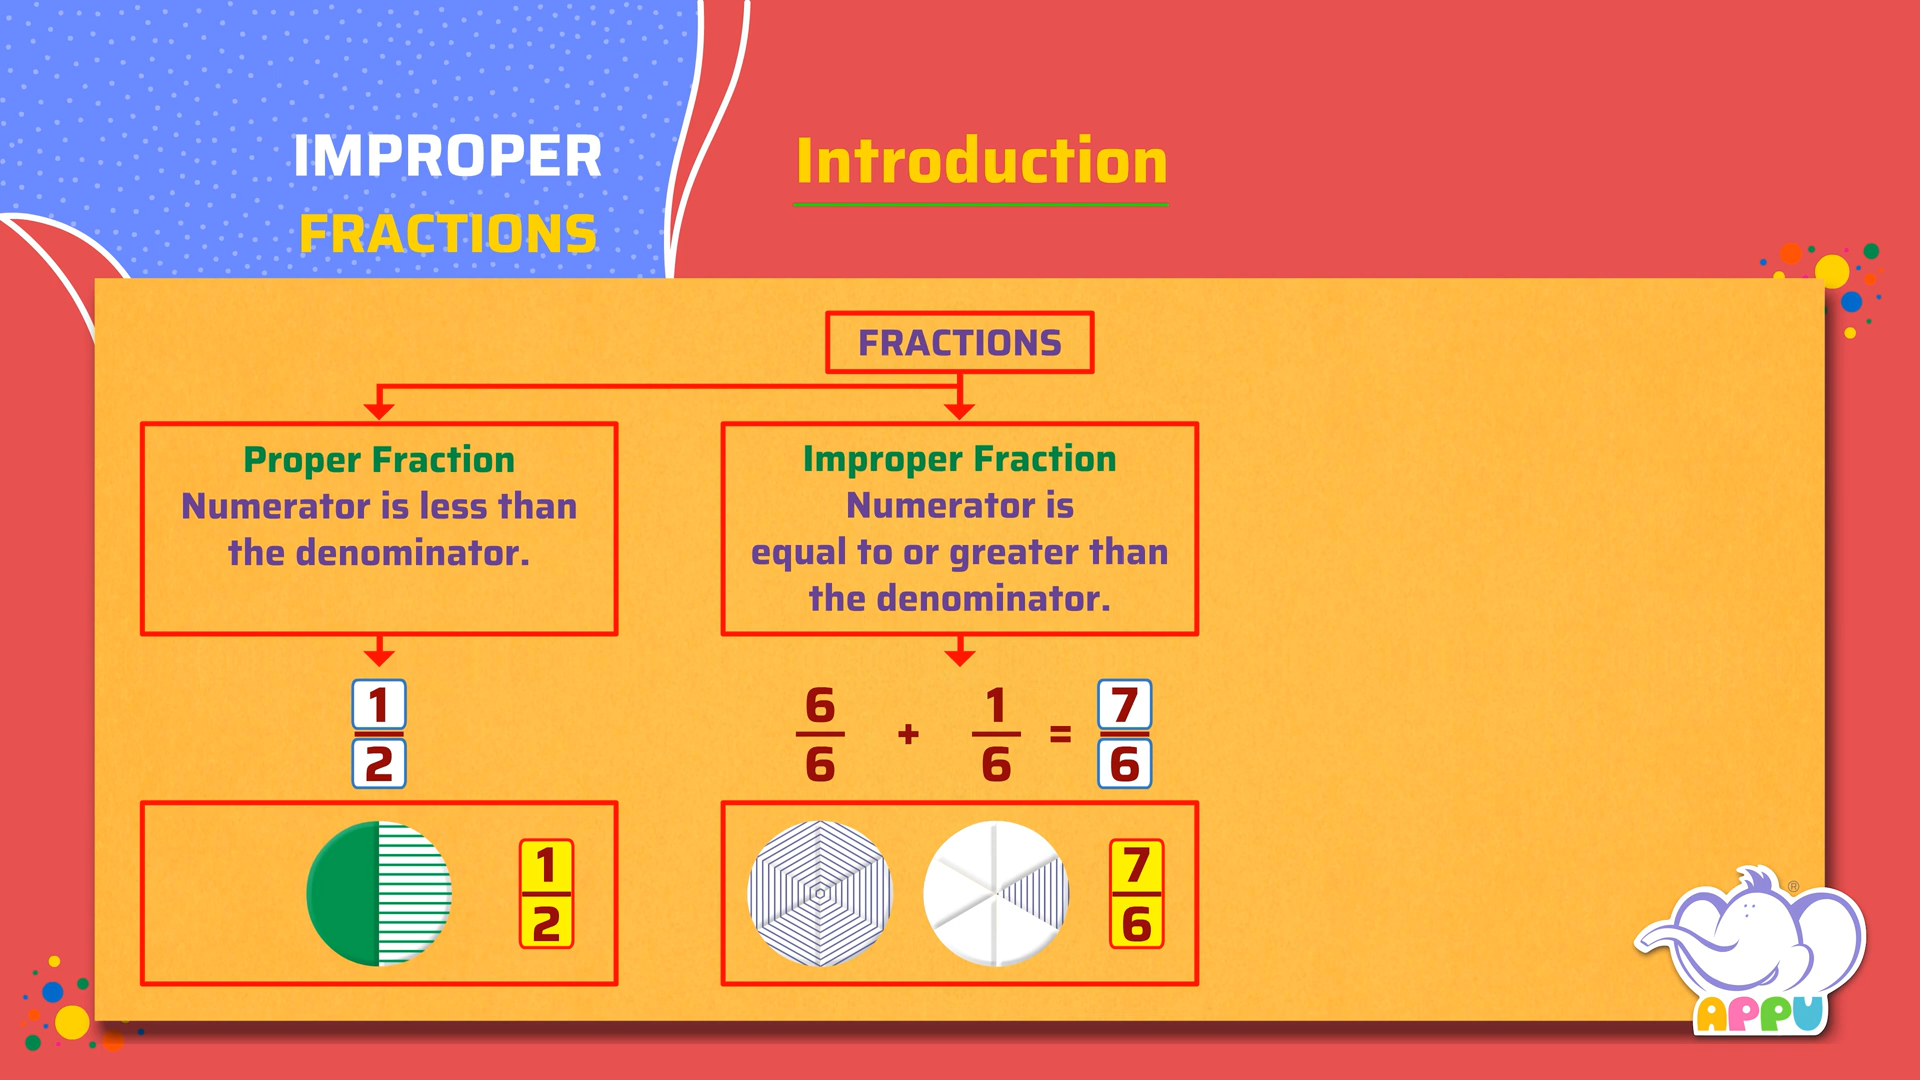 IMPROPER
FRACTIONS
Introduction
FRACTIONS
Proper Fraction
Numerator is less than
the denominator.
Improper Fraction
Numerator is
equal to or greater than
the denominator.
1
2
6
6
+
1
6
=
7
6
1
2
7
6
®
APPU